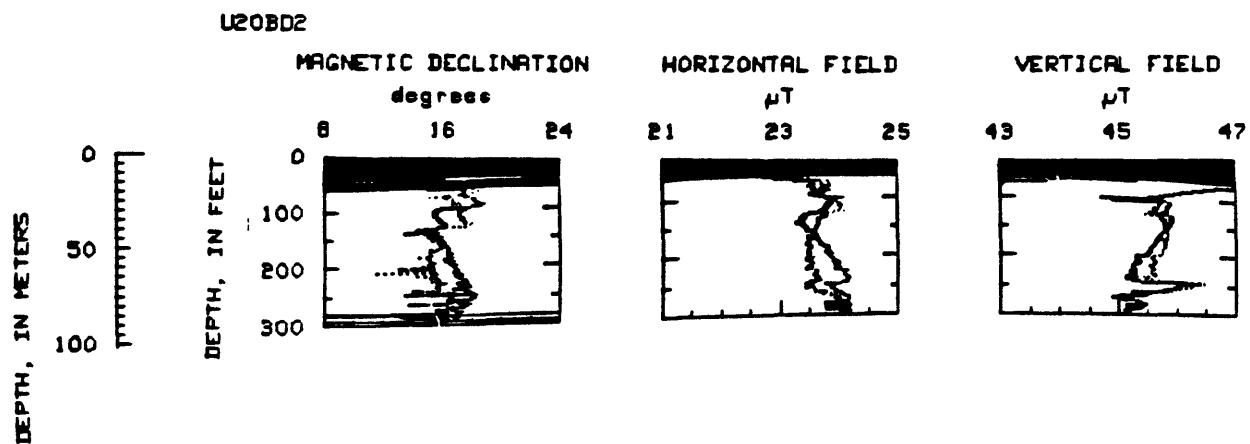 U20BD2
MAGNETIC DECLINATION
degrees
8 16 24
HORIZONTAL FIELD
µT
21 23 25
VERTICAL FIELD
µT
43 45 47
DEPTH, IN METERS
0
50
100
DEPTH, IN FEET
0
100
200
300